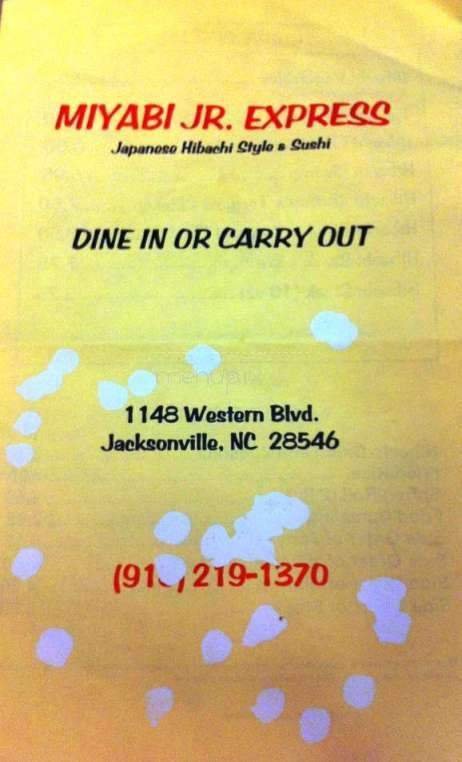 MIYABI JR. EXPRESS
Japanese Hibachi Style & Sushi
DINE IN OR CARRY OUT
1148 Western Blvd.
Jacksonville, NC 28546
219-1370